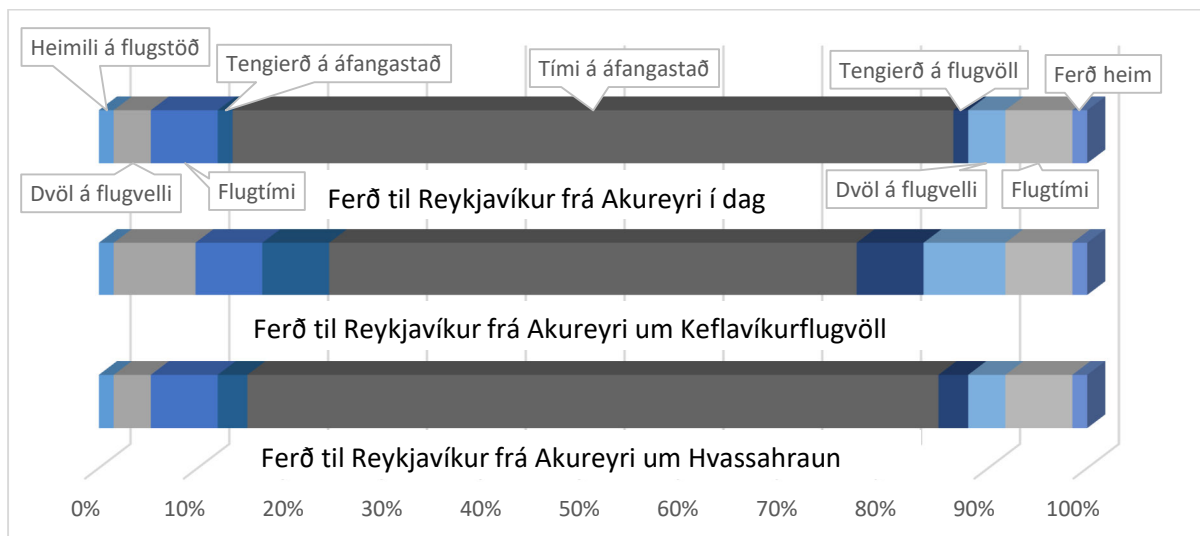 Heimili á flugstöð
Tengierð á áfangastað
Tími á áfangastað
Tengierð á flugvöll
Ferð heim
Dvöl á flugvelli
Flugtími
Ferð til Reykjavíkur frá Akureyri í dag
Dvöl á flugvelli
Flugtími
Ferð til Reykjavíkur frá Akureyri um Keflavíkurflugvöll
Ferð til Reykjavíkur frá Akureyri um Hvassahraun
0% 10% 20% 30% 40% 50% 60% 70% 80% 90% 100%